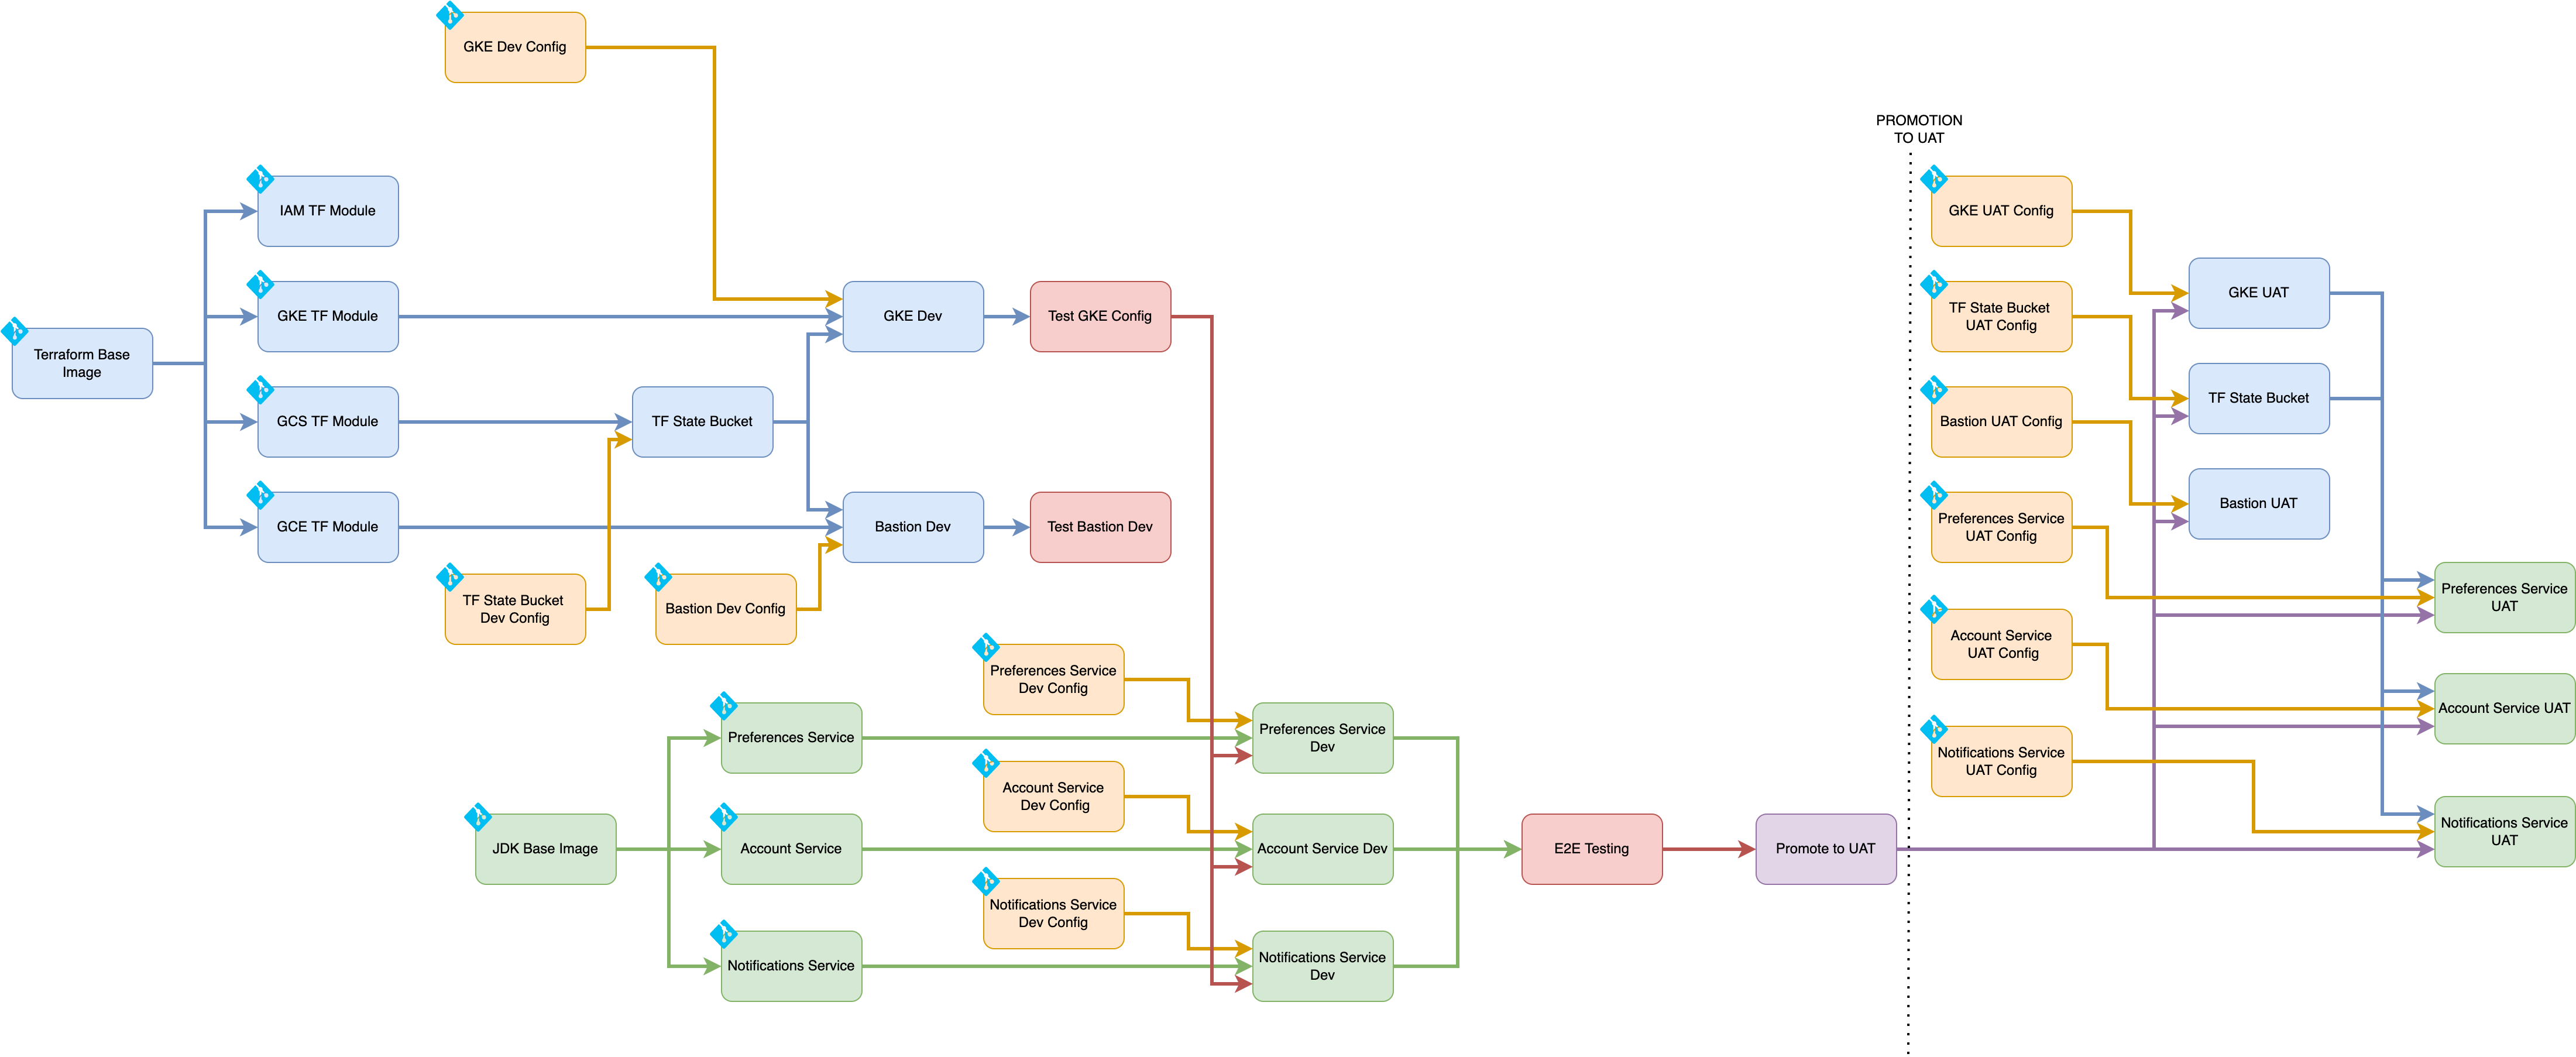 GKE Dev Config
PROMOTION
TO UAT
IAM TF Module
GKE UAT Config
GKE TF Module
GKE Dev
Test GKE Config
TF State Bucket
UAT Config
GKE UAT
Terraform Base
Image
GCS TF Module
TF State Bucket
Bastion UAT Config
TF State Bucket
GCE TF Module
Bastion Dev
Test Bastion Dev
Preferences Service
UAT Config
Bastion UAT
TF State Bucket
Dev Config
Bastion Dev Config
Preferences Service
UAT
Account Service
UAT Config
Preferences Service
Dev Config
Preferences Service
Preferences Service
Dev
Account Service UAT
Account Service
Dev Config
Notifications Service
UAT Config
JDK Base Image
Account Service
Account Service Dev
E2E Testing
Promote to UAT
Notifications Service
UAT
Notifications Service
Dev Config
Notifications Service
Notifications Service
Dev